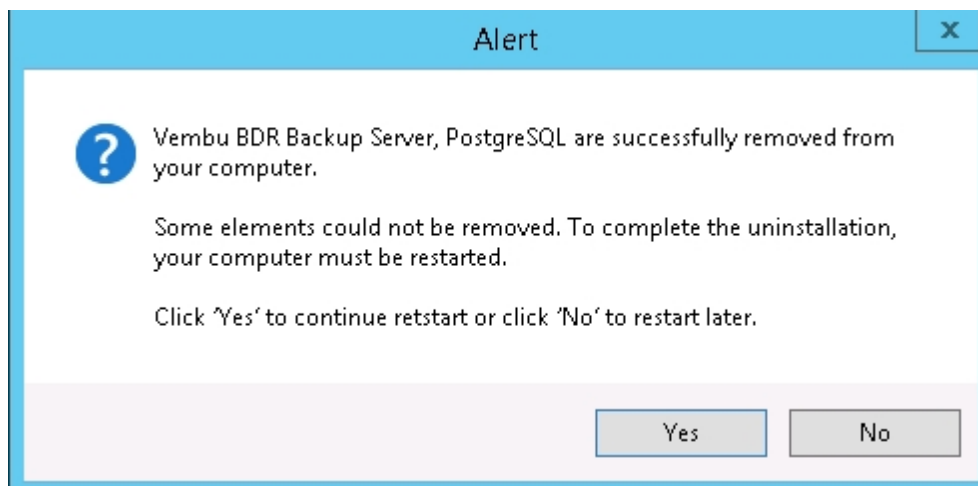 Alert
x
Vembu BDR Backup Server, PostgreSQL are successfully removed from
your computer.
Some elements could not be removed. To complete the uninstallation,
your computer must be restarted.
Click 'Yes' to continue retstart or click 'No' to restart later.
Yes
No